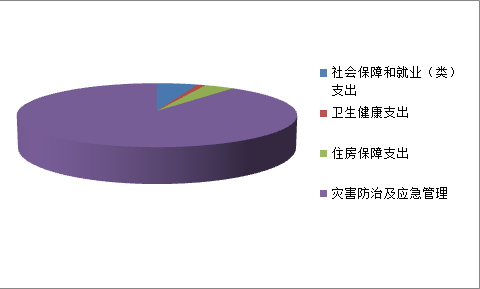 社会保障和就业（类）
支出
卫生健康支出
住房保障支出
灾害防治及应急管理